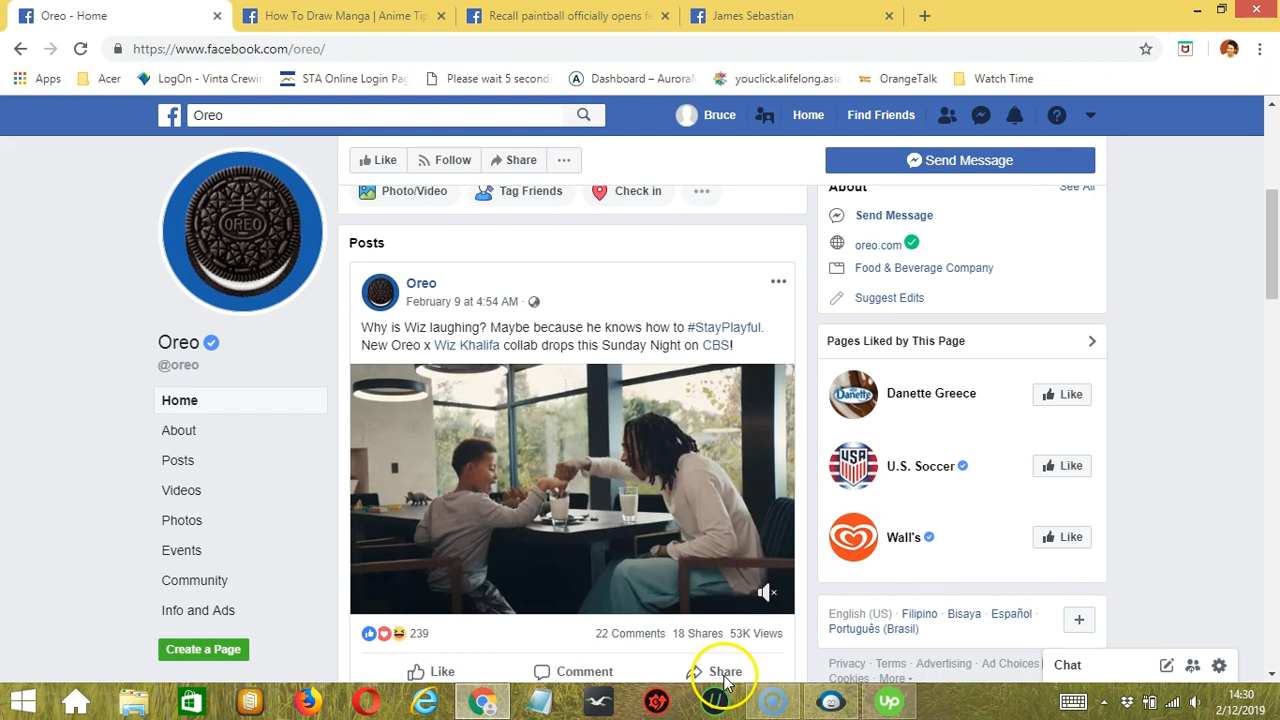 Oreo - Home
How To Draw Manga | Anime Tip
Recall paintball officially opens fe
James Sebastian
https://www.facebook.com/oreo/
Apps
Acer
LogOn - Vinta Crewin
STA Online Login Pag
Please wait 5 second
Dashboard – Aurora
youclick.alifelong.asia
OrangeTalk
Watch Time
Oreo
Bruce
Home
Find Friends
Like
Follow
Share
Send Message
OREO
Oreo
@oreo
Home
About
Posts
Videos
Photos
Events
Community
Info and Ads
Create a Page
Photo/Video
Tag Friends
Check in
Posts
Oreo
February 9 at 4:54 AM ·
Why is Wiz laughing? Maybe because he knows how to #StayPlayful.
New Oreo x Wiz Khalifa collab drops this Sunday Night on CBS!
239
22 Comments 18 Shares 53K Views
Like
Comment
Share
About
See All
Send Message
oreo.com
Food & Beverage Company
Suggest Edits
Pages Liked by This Page
Danette
Danette Greece
Like
USA
U.S. Soccer
Like
Wall's
Like
English (US) · Filipino · Bisaya · Español ·
Português (Brasil)
Privacy · Terms · Advertising · Ad Choices
Cookies · More
Chat
Up
14:30
2/12/2019